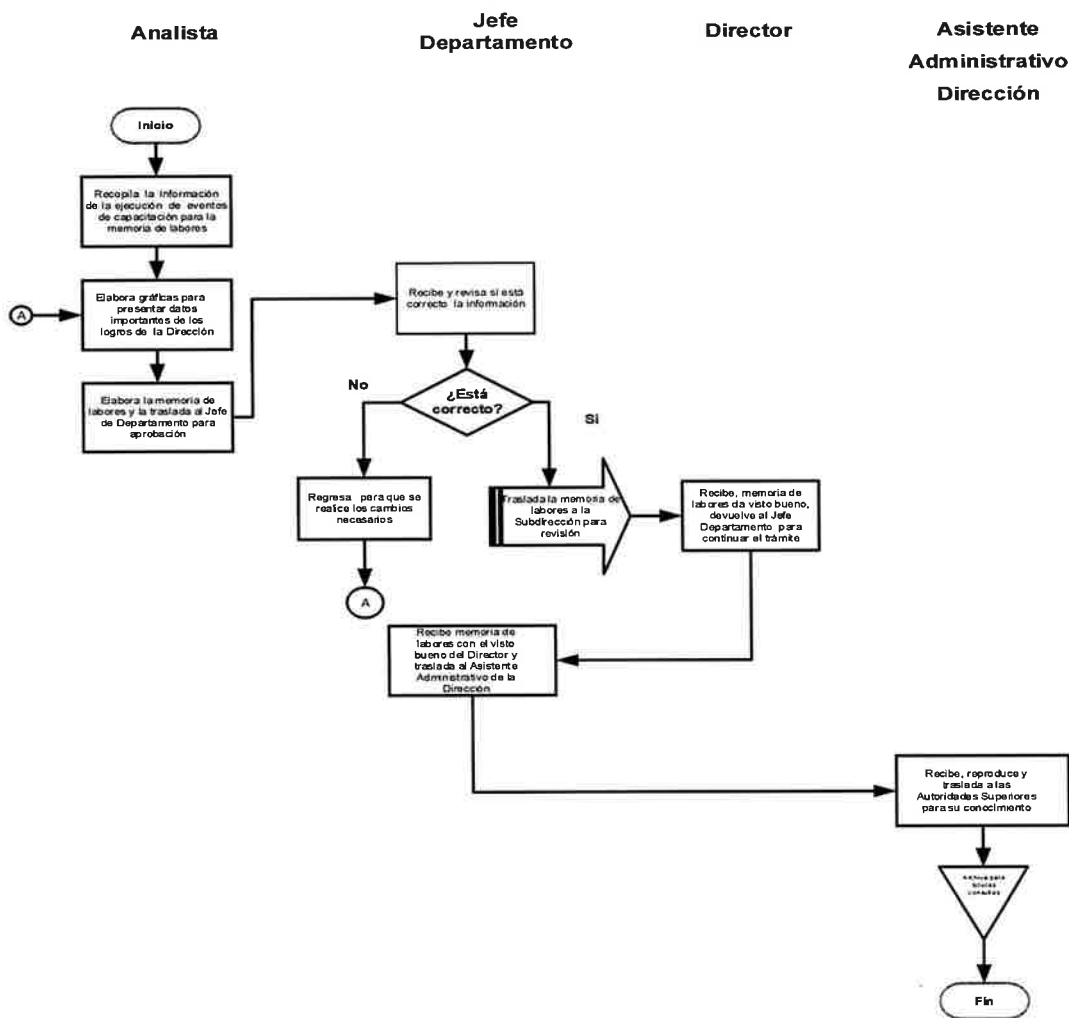 Analista
Jefe
Departamento
Director
Asistente
Administrativo
Dirección
Inicio
Recopila la información
de la ejecución de eventos
de capacitación para la
memoria de labores
A
Elabora gráficas para
presentar datos
importantes de los
logros de la Dirección
Elabora la memoria de
labores y la traslada al Jefe
de Departamento para
aprobación
Recibe y revisa si está
correcto la información
¿Está
correcto?
No
Si
Regresa para que se
realice los cambios
necesarios
A
Traslada la memoria de
labores a la
Subdirección para
revisión
Recibe, memoria de
labores da visto bueno,
devuelve al Jefe
Departamento para
continuar el trámite
Recibe memoria de
labores con el visto
bueno del Director y
traslada al Asistente
Administrativo de la
Dirección
Recibe, reproduce y
traslada a las
Autoridades Superiores
para su conocimiento
Fin